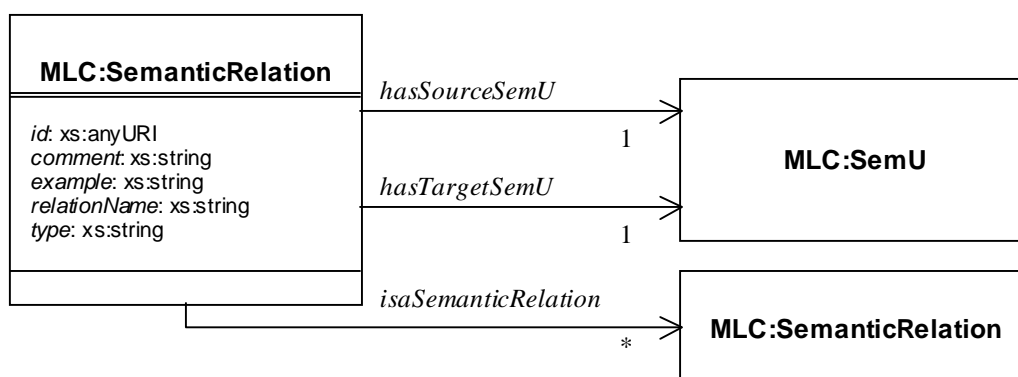 MLC:SemanticRelation
id: xs:anyURI
comment: xs:string
example: xs:string
relationName: xs:string
type: xs:string
hasSourceSemU
1
hasTargetSemU
1
isaSemanticRelation
*
MLC:SemU
MLC:SemanticRelation